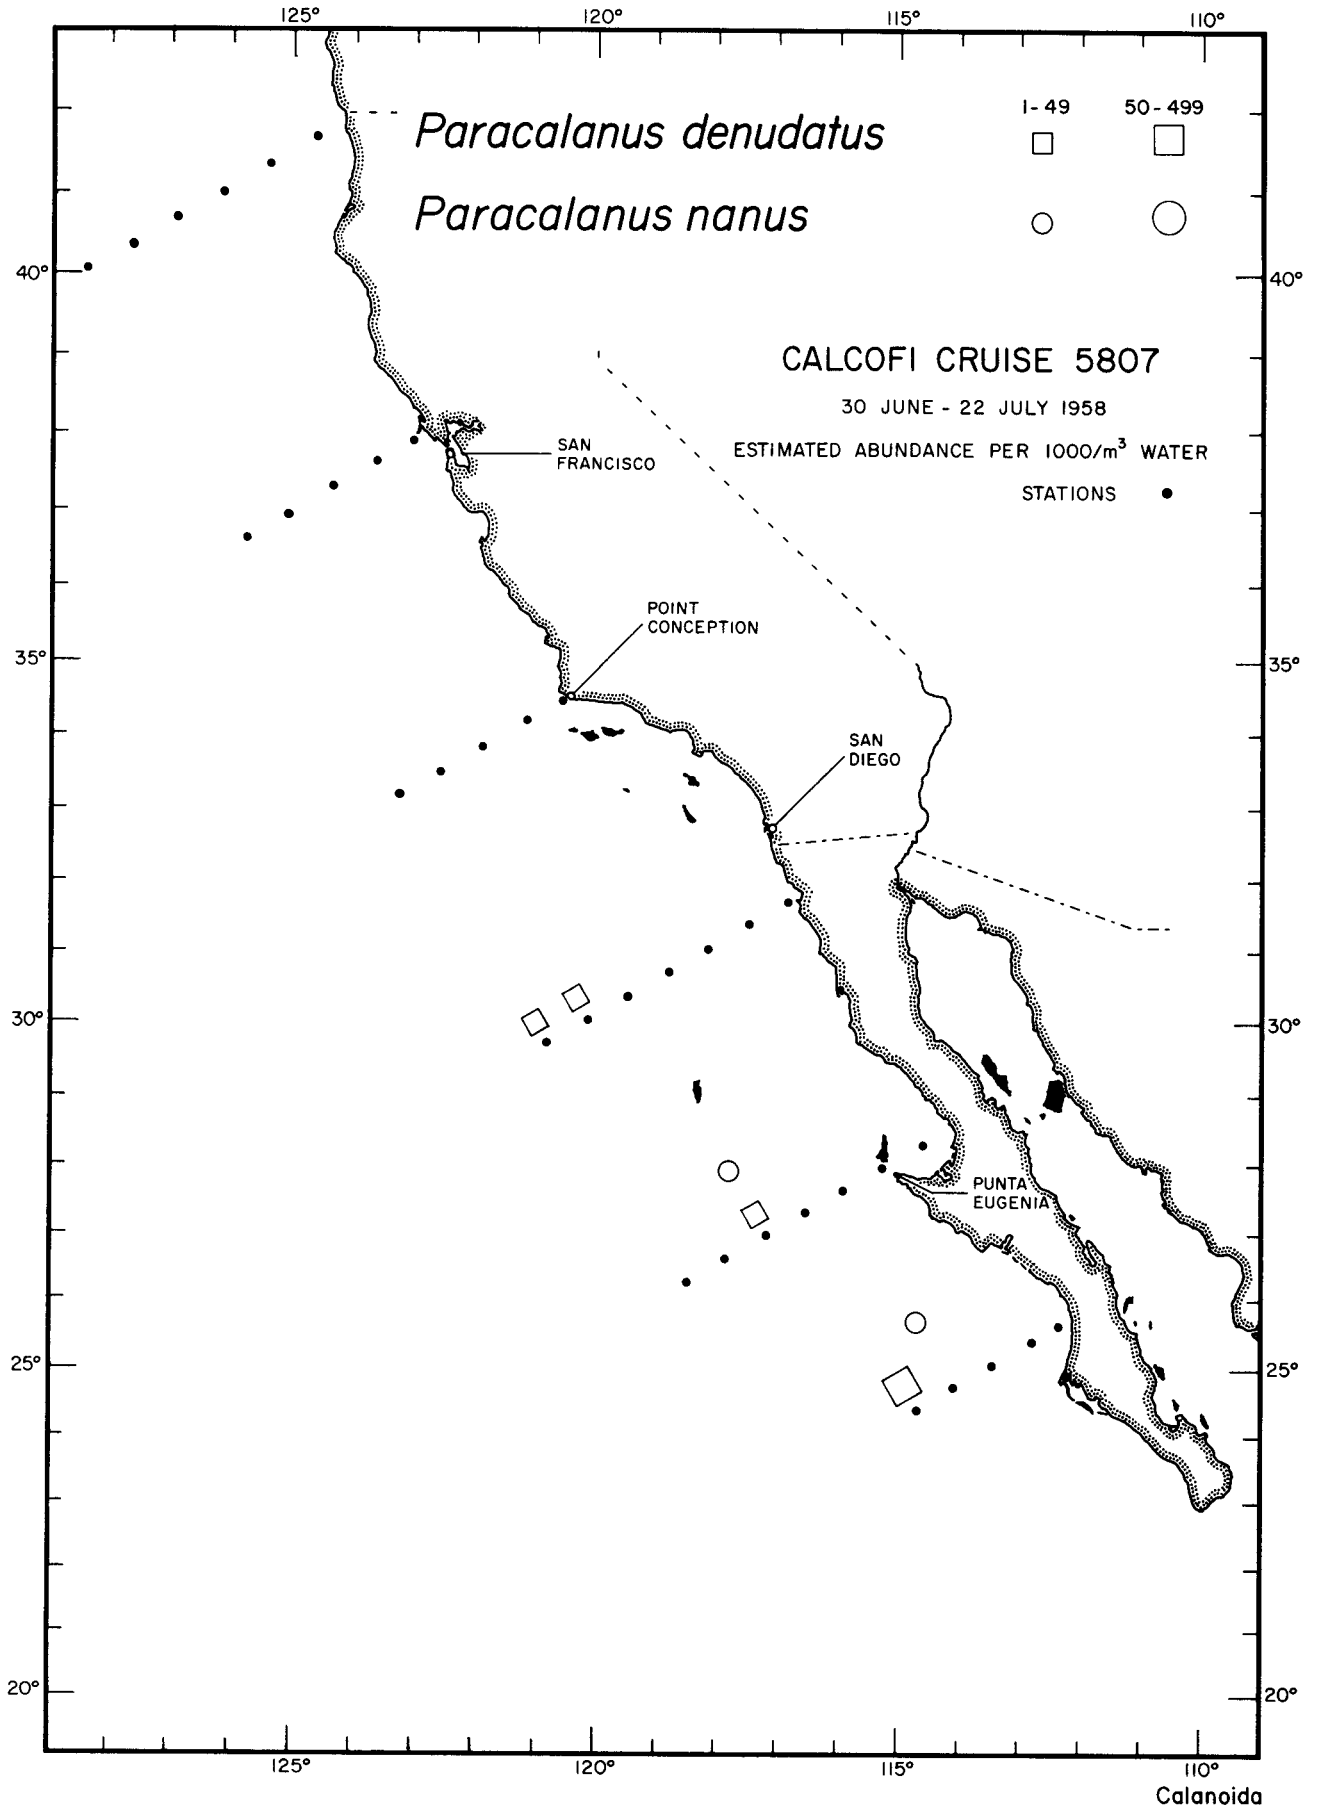 125° 120° 115° 110°
1-49 50-499
Paracalanus denudatus
Paracalanus nanus
40° 40°
CALCOFI CRUISE 5807
30 JUNE - 22 JULY 1958
ESTIMATED ABUNDANCE PER 1000/m³ WATER
STATIONS
SAN
FRANCISCO
POINT
CONCEPTION
35° 35°
SAN
DIEGO
30° 30°
PUNTA
EUGENIA
25° 25°
20° 20°
125° 120° 115° 110°
Calanoida